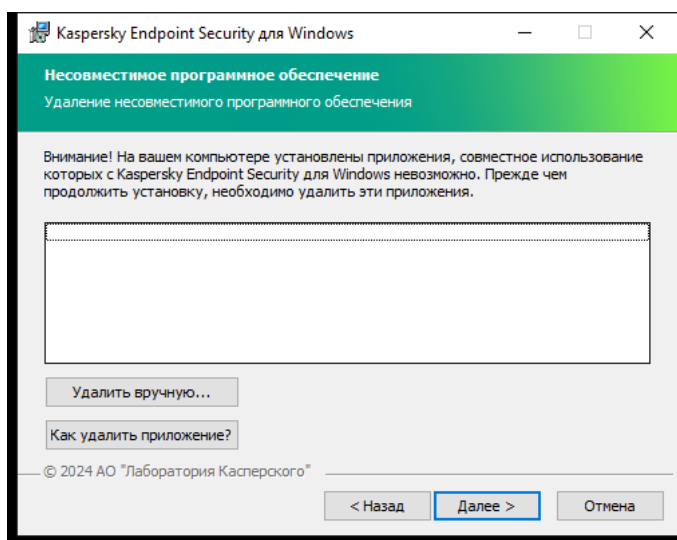 Kaspersky Endpoint Security для Windows
Несовместимое программное обеспечение
Удаление несовместимого программного обеспечения
Внимание! На вашем компьютере установлены приложения, совместное использование
которых с Kaspersky Endpoint Security для Windows невозможно. Прежде чем
продолжить установку, необходимо удалить эти приложения.
Удалить вручную...
Как удалить приложение?
© 2024 АО "Лаборатория Касперского"
< Назад
Далее >
Отмена